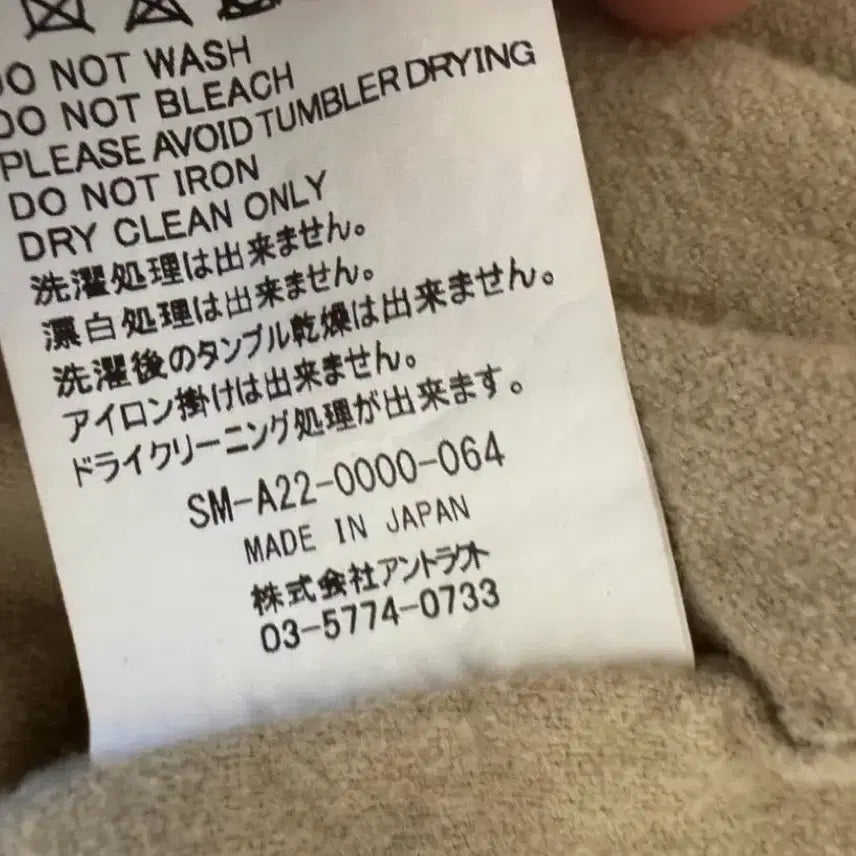 DO NOT WASH
DO NOT BLEACH
PLEASE AVOID TUMBLER DRYING
DO NOT IRON
DRY CLEAN ONLY
洗濯処理は出来ません。
漂白処理は出来ません。
洗濯後のタンブル乾燥は出来ません。
アイロン掛けは出来ません。
ドライクリーニング処理が出来ます。
SM-A22-0000-064
MADE IN JAPAN
株式会社アントラクト
03-5774-0733